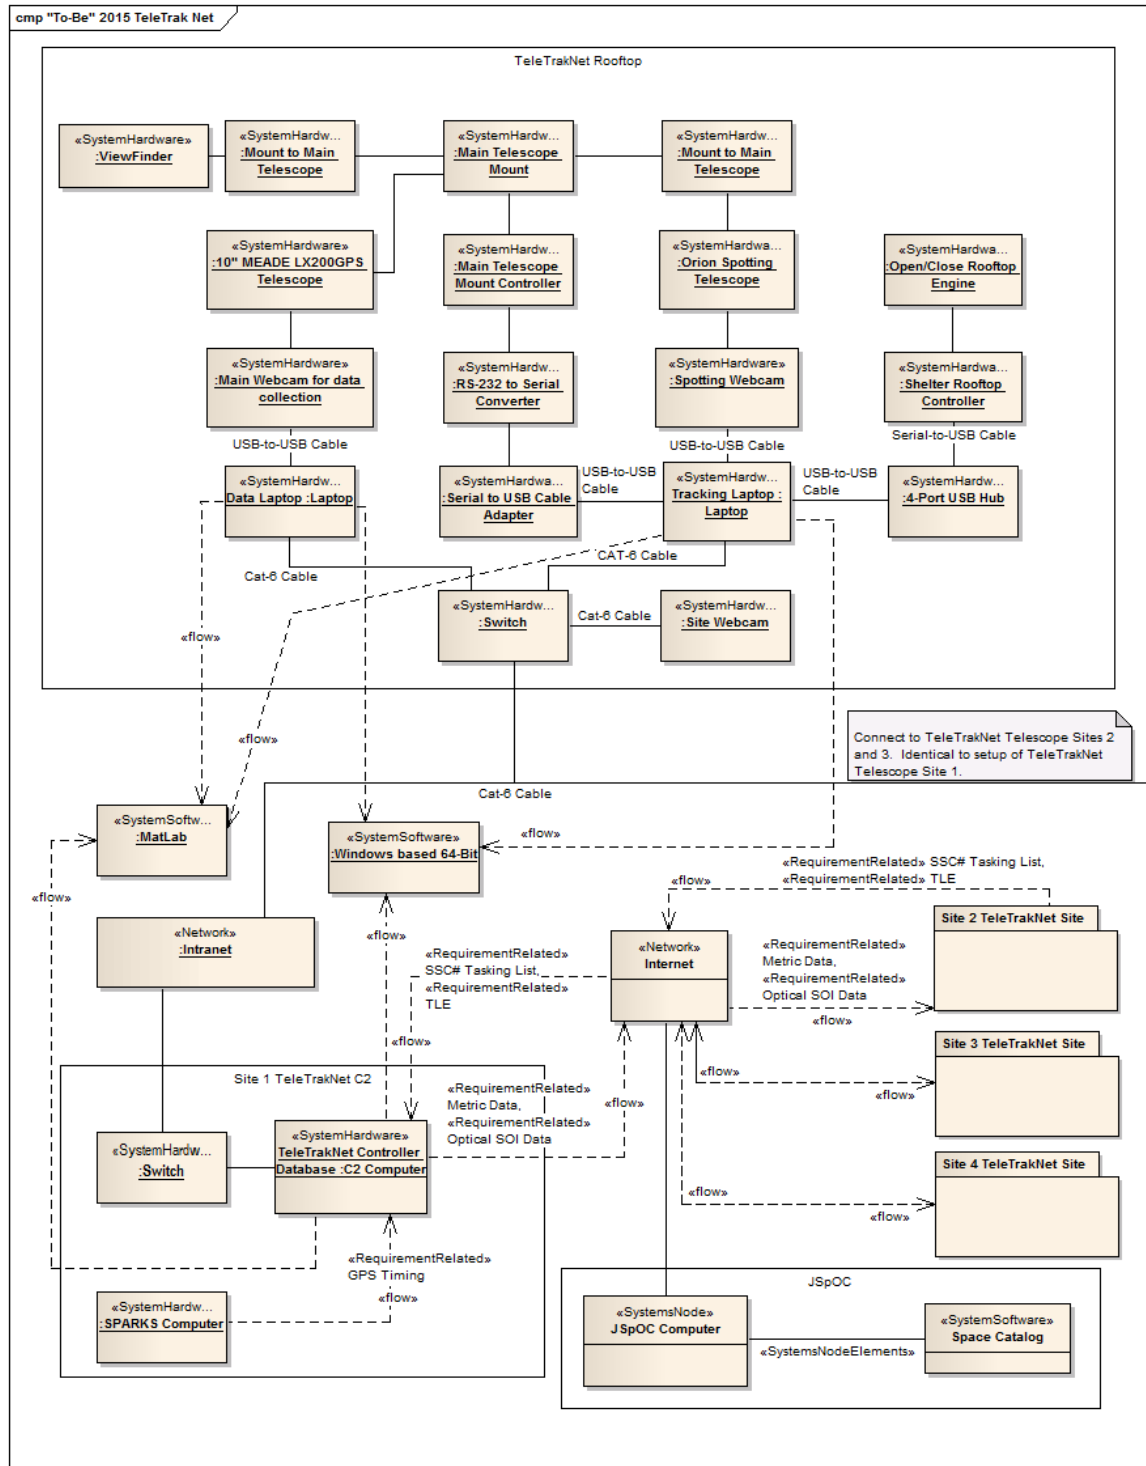 cmp "To-Be" 2015 TeleTrak Net
TeleTrakNet Rooftop
«SystemHardware»
:ViewFinder
«SystemHardw...
:Mount to Main
Telescope
«SystemHardw...
:Main Telescope
Mount
«SystemHardw...
:Mount to Main
Telescope
«SystemHardware»
:10" MEADE LX200GPS
Telescope
«SystemHardw...
:Main Telescope
Mount Controller
«SystemHardwa...
:Orion Spotting
Telescope
«SystemHardwa...
:Open/Close Rooftop
Engine
«SystemHardware»
:Main Webcam for data
collection
«SystemHardw...
:RS-232 to Serial
Converter
«SystemHardware»
:Spotting Webcam
«SystemHardw...
:Shelter Rooftop
Controller
USB-to-USB Cable
USB-to-USB Cable
Serial-to-USB Cable
«SystemHardw...
Data Laptop :Laptop
«SystemHardw...
:Serial to USB Cable
Adapter
USB-to-USB
Cable
«SystemHardw...
Tracking Laptop :
Laptop
USB-to-USB
Cable
«SystemHardw...
:4-Port USB Hub
Cat-6 Cable
CAT-6 Cable
«SystemHardw...
:Switch
Cat-6 Cable
«SystemHardw...
:Site Webcam
«flow»
«flow»
Connect to TeleTrakNet Telescope Sites 2
and 3.  Identical to setup of TeleTrakNet
Telescope Site 1.
Cat-6 Cable
«SystemSoftw...
:MatLab
«SystemSoftware»
:Windows based 64-Bit
«flow»
«flow»
«flow»
«RequirementRelated» SSC# Tasking List,
«RequirementRelated» TLE
«flow»
«Network»
:Intranet
«RequirementRelated»
SSC# Tasking List,
«RequirementRelated»
TLE
«flow»
«Network»
Internet
«RequirementRelated»
Metric Data,
«RequirementRelated»
Optical SOI Data
«flow»
Site 2 TeleTrakNet Site
Site 3 TeleTrakNet Site
«flow»
«flow»
Site 1 TeleTrakNet C2
«RequirementRelated»
Metric Data,
«RequirementRelated»
Optical SOI Data
«flow»
«SystemHardw...
:Switch
«SystemHardware»
TeleTrakNet Controller
Database :C2 Computer
Site 4 TeleTrakNet Site
«flow»
«flow»
«RequirementRelated»
GPS Timing
«flow»
«SystemHardw...
:SPARKS Computer
JSpOC
«SystemsNode»
JSpOC Computer
«SystemsNodeElements»
«SystemSoftware»
Space Catalog